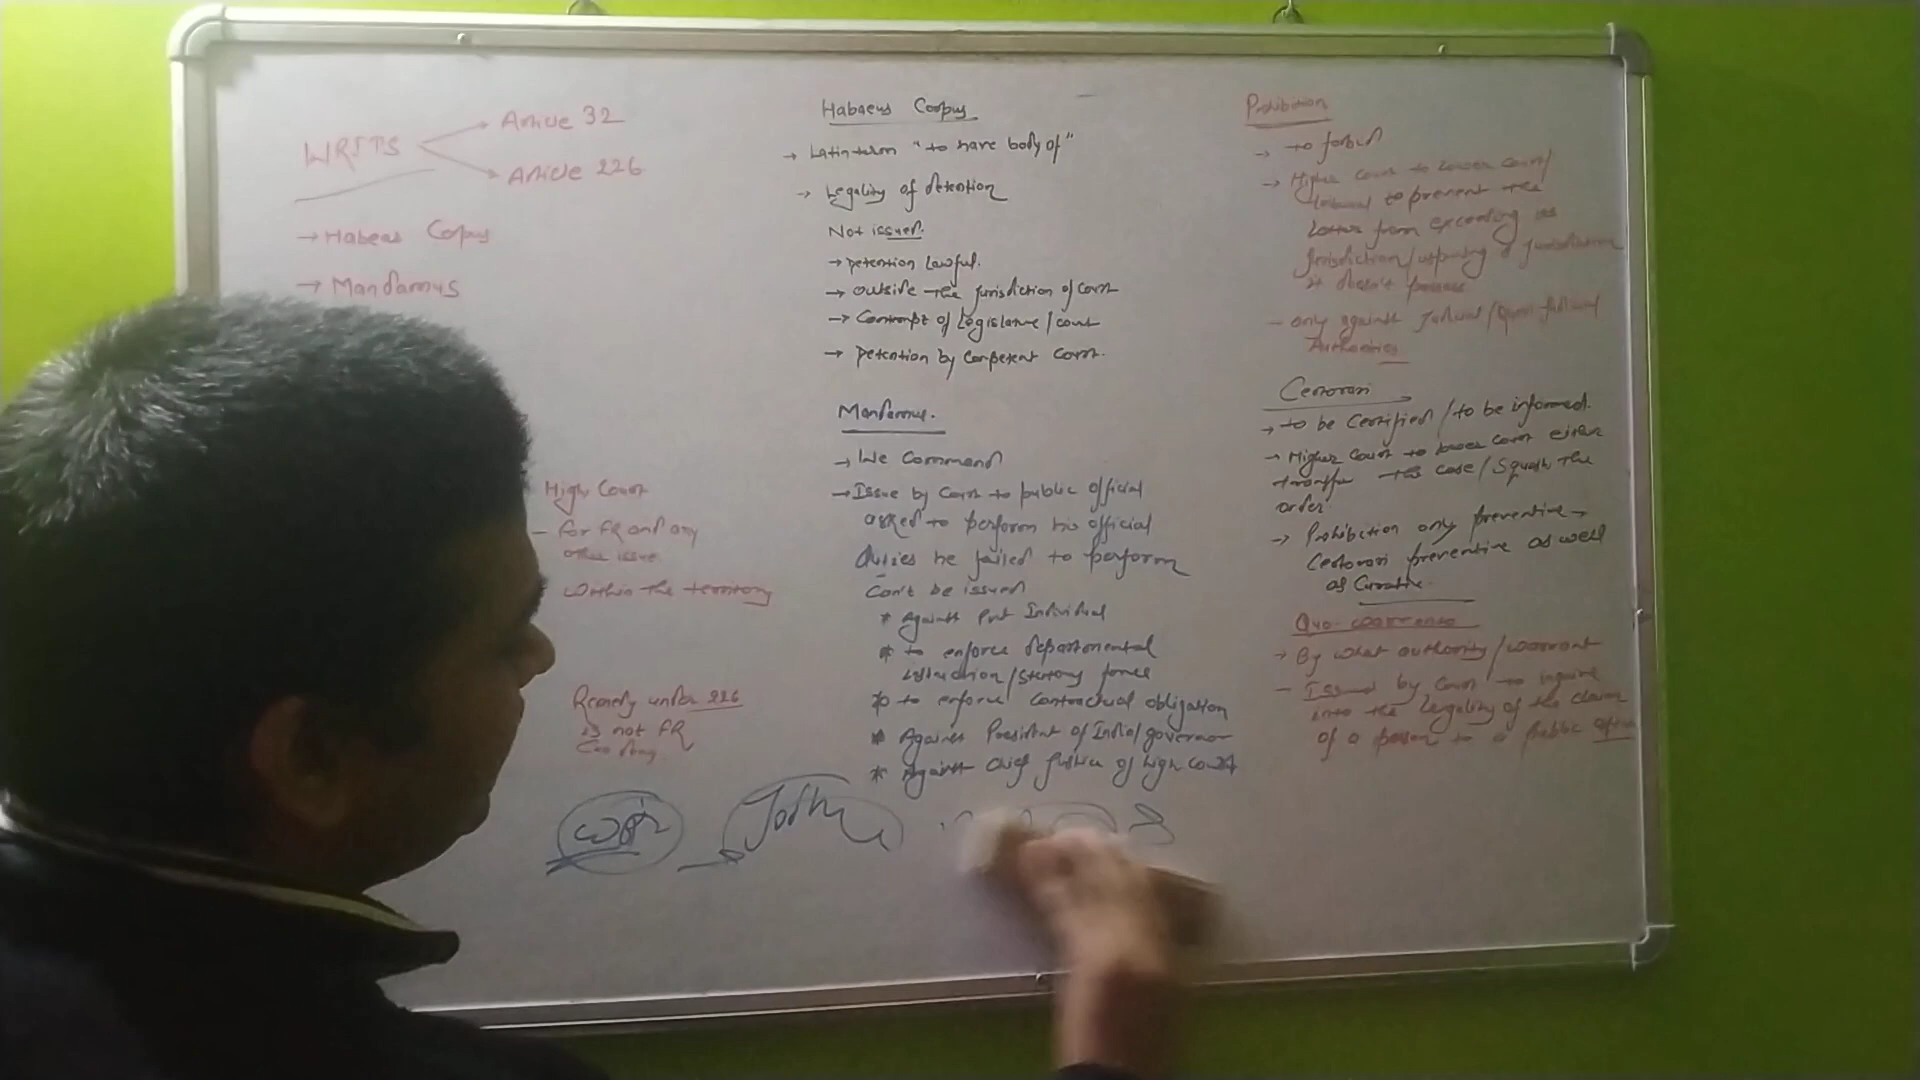 WRITS
Article 32
Article 226
→ Habeas Corpus
→ Mandamus
High Court
- for FR and any
other issue
within the territory
Remedy under 226
is not FR
Habaeus Corpus
→ Latin term "to have body of"
→ Legality of detention
Not issued.
→ Detention Lawful.
→ outside the jurisdiction of court
→ Contempt of Legislature/court
→ Detention by Competent Court.
Mandamus.
→ We Command
→ Issue by Court to public official
asked to perform his official
duties he failed to perform
Can't be issued
* Against Pvt Individual
* to enforce departmental
* to enforce contractual obligation
* Against President of India/governor
* Against Chief Justice of high court
Prohibition
→ to forbid
→ Higher court to lower court/
tribunal to prevent the
latter from exceeding its
Jurisdiction/usurping a jurisdiction
it doesn't possess
- only against Judicial/Quasi-Judicial
Authorities
Certorari
→ to be Certified/to be informed.
→ Higher Court to lower court either
transfer the case/Squash the
order.
→ Prohibition only preventive →
Certorari preventive as well
as Curative.
Quo-warranto
→ By what authority/warrant
- Issued by Court to inquire
into the legality of the claim
of a person to a public office